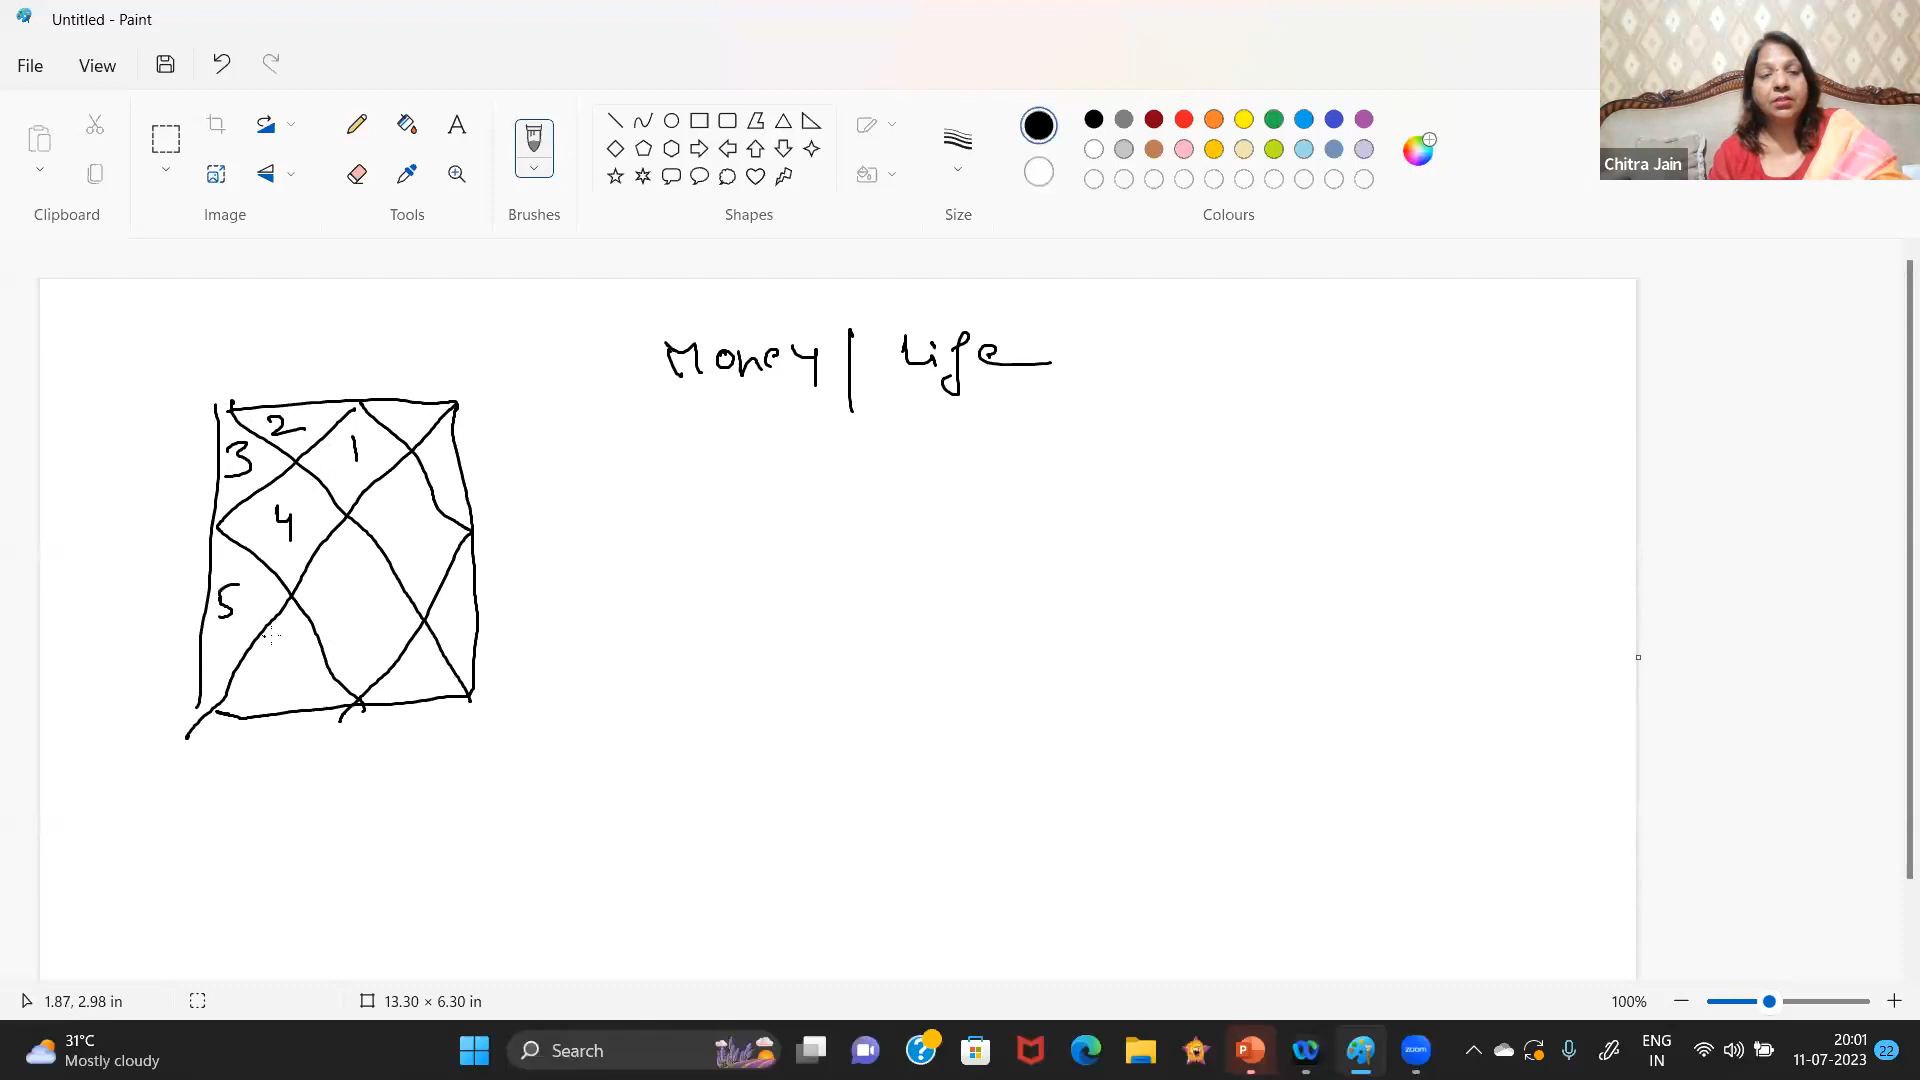 Untitled - Paint
File View
Clipboard Image Tools Brushes Shapes Size Colours
Chitra Jain
Money | Life
2
1
3
4
5
1.87, 2.98 in 13.30 × 6.30 in 100%
31°C
Mostly cloudy
Search
zoom
ENG
IN
20:01
11-07-2023
22